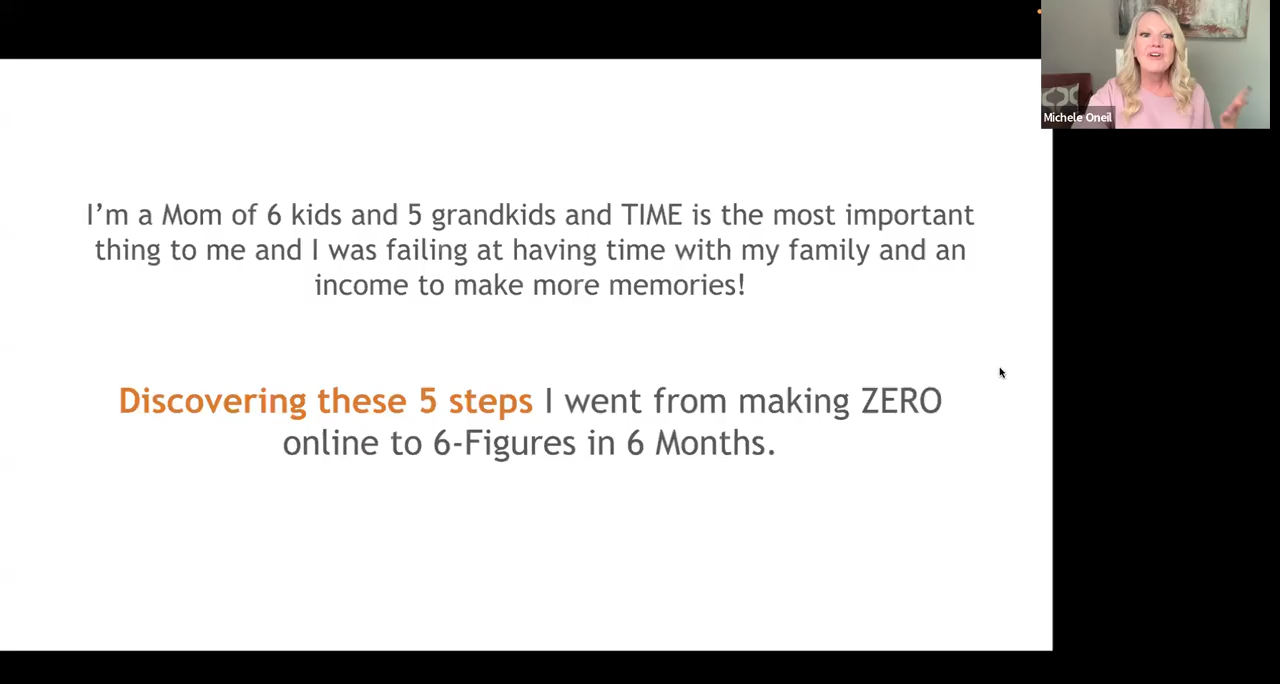 Michele Oneil
I’m a Mom of 6 kids and 5 grandkids and TIME is the most important
thing to me and I was failing at having time with my family and an
income to make more memories!
Discovering these 5 steps I went from making ZERO
online to 6-Figures in 6 Months.